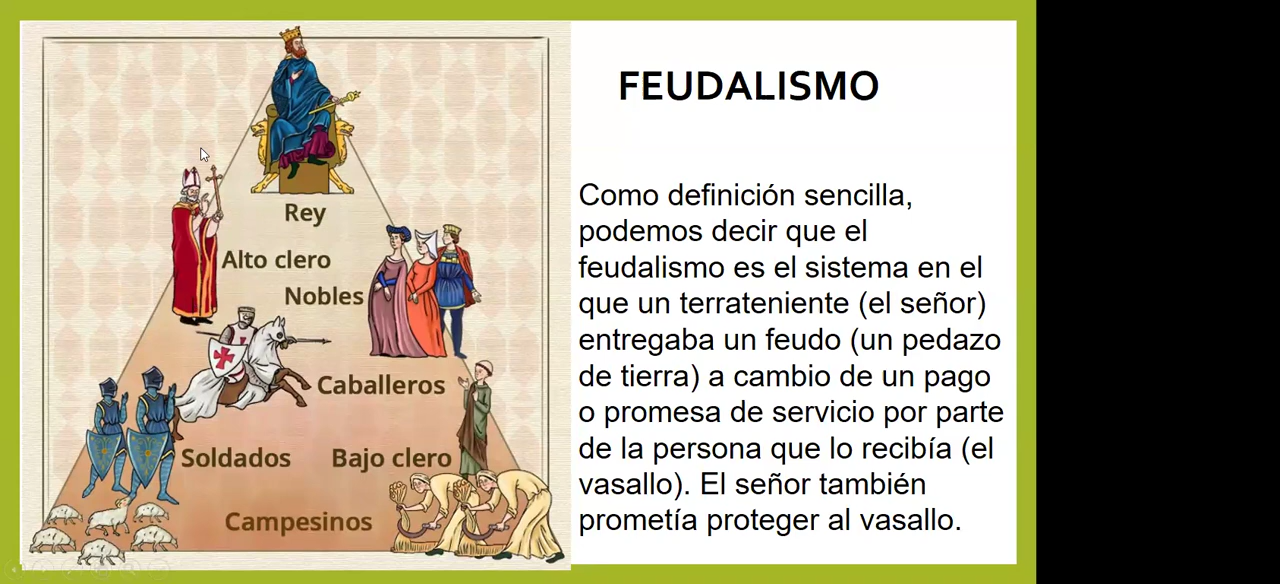 Rey
Alto clero
Nobles
Caballeros
Soldados
Bajo clero
Campesinos
FEUDALISMO
Como definición sencilla,
podemos decir que el
feudalismo es el sistema en el
que un terrateniente (el señor)
entregaba un feudo (un pedazo
de tierra) a cambio de un pago
o promesa de servicio por parte
de la persona que lo recibía (el
vasallo). El señor también
prometía proteger al vasallo.